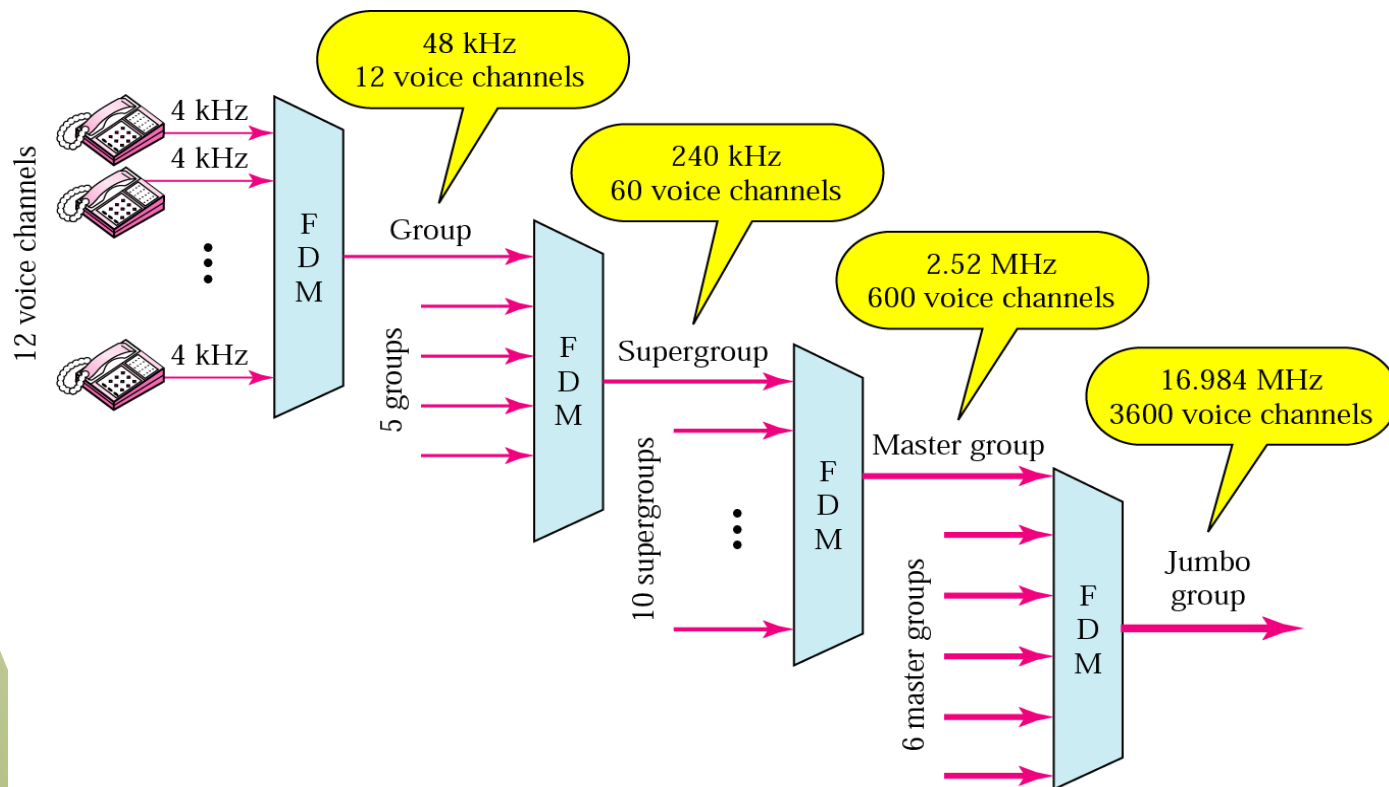 48 kHz
12 voice channels
12 voice channels
4 kHz
4 kHz
4 kHz
F
D
M
Group
240 kHz
60 voice channels
5 groups
F
D
M
Supergroup
2.52 MHz
600 voice channels
10 supergroups
F
D
M
Master group
16.984 MHz
3600 voice channels
6 master groups
F
D
M
Jumbo
group